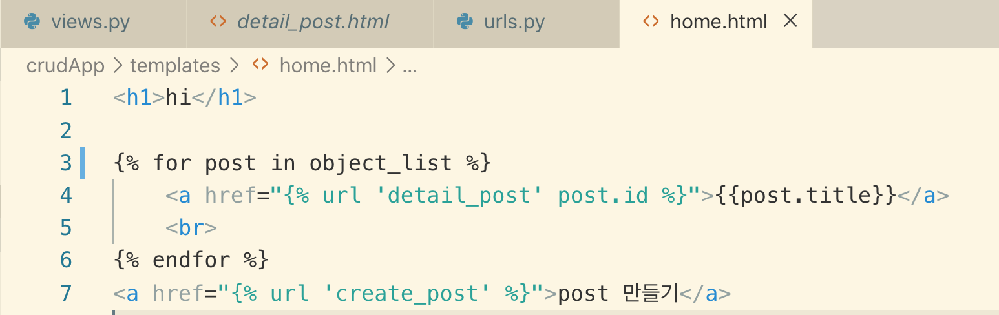 views.py detail_post.html urls.py home.html
crudApp > templates > home.html > ...
1 <h1>hi</h1>
2
3 {% for post in object_list %}
4     <a href="{% url 'detail_post' post.id %}">{{post.title}}</a>
5     <br>
6 {% endfor %}
7 <a href="{% url 'create_post' %}">post 만들기</a>